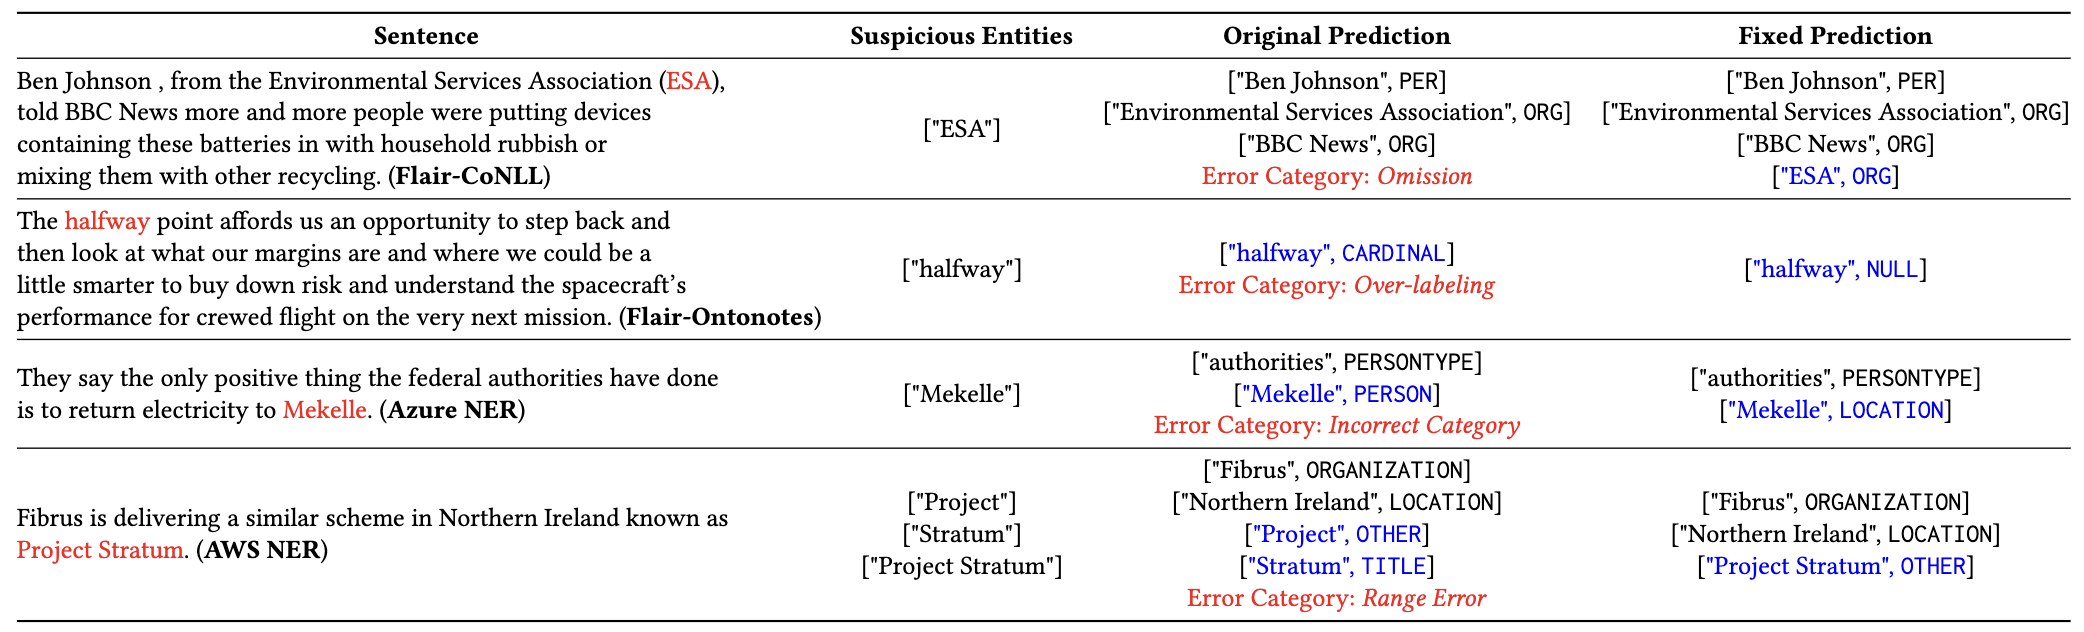 Sentence Suspicious Entities Original Prediction Fixed Prediction
Ben Johnson , from the Environmental Services Association (ESA),
told BBC News more and more people were putting devices
containing these batteries in with household rubbish or
mixing them with other recycling. (Flair-CoNLL)
["ESA"]
["Ben Johnson", PER]
["Environmental Services Association", ORG]
["BBC News", ORG]
Error Category: Omission
["Ben Johnson", PER]
["Environmental Services Association", ORG]
["BBC News", ORG]
["ESA", ORG]
The halfway point affords us an opportunity to step back and
then look at what our margins are and where we could be a
little smarter to buy down risk and understand the spacecraft's
performance for crewed flight on the very next mission. (Flair-Ontonotes)
["halfway"]
["halfway", CARDINAL]
Error Category: Over-labeling
["halfway", NULL]
They say the only positive thing the federal authorities have done
is to return electricity to Mekelle. (Azure NER)
["Mekelle"]
["authorities", PERSONTYPE]
["Mekelle", PERSON]
Error Category: Incorrect Category
["authorities", PERSONTYPE]
["Mekelle", LOCATION]
Fibrus is delivering a similar scheme in Northern Ireland known as
Project Stratum. (AWS NER)
["Project"]
["Stratum"]
["Project Stratum"]
["Fibrus", ORGANIZATION]
["Northern Ireland", LOCATION]
["Project", OTHER]
["Stratum", TITLE]
Error Category: Range Error
["Fibrus", ORGANIZATION]
["Northern Ireland", LOCATION]
["Project Stratum", OTHER]